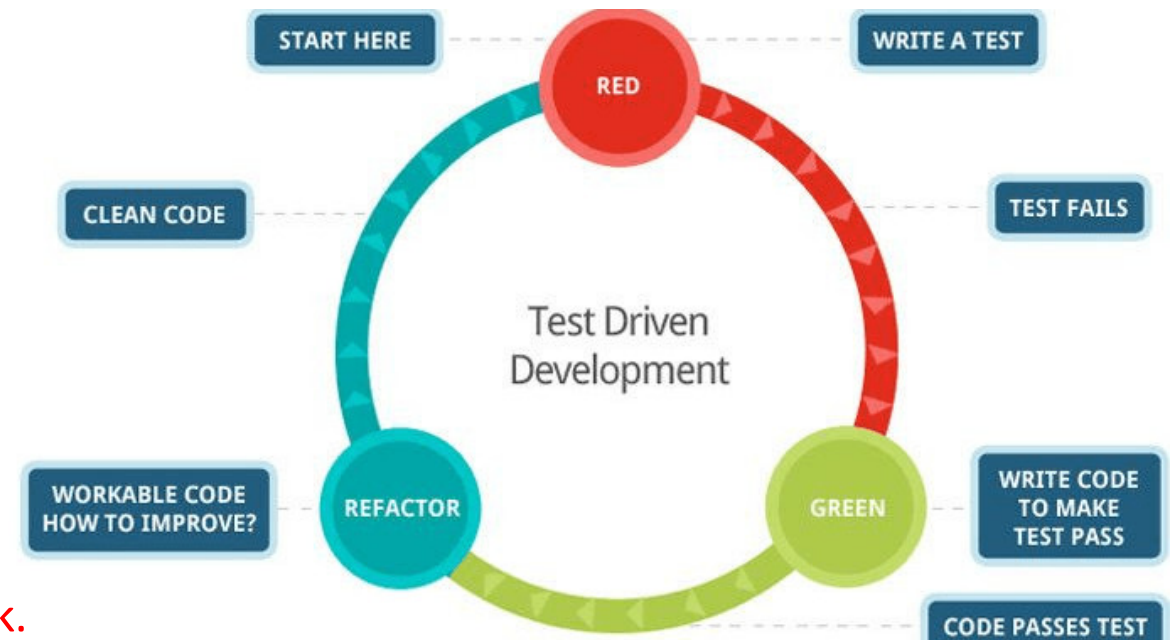 START HERE
RED
WRITE A TEST
CLEAN CODE
TEST FAILS
Test Driven
Development
WORKABLE CODE
HOW TO IMPROVE?
REFACTOR
GREEN
WRITE CODE
TO MAKE
TEST PASS
CODE PASSES TEST
k.